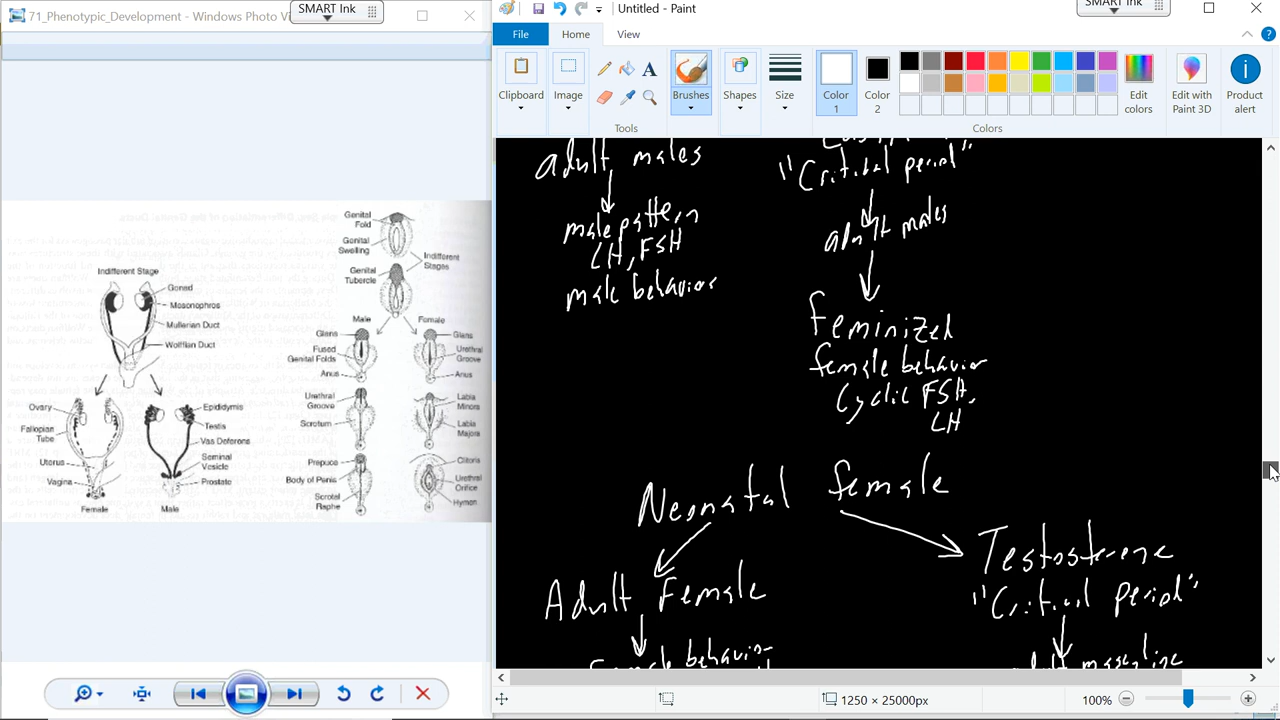 71_Phenotypic_Development - Windows Photo Vi
SMART Ink
Indifferent Stage
Gonad
Mesonephros
Mullerian Duct
Wolffian Duct
Ovary
Fallopian
Tube
Uterus
Vagina
Female
Epididymis
Testis
Vas Deferens
Seminal
Vesicle
Prostate
Male
Genital
Fold
Genital
Swelling
Genital
Tubercle
Indifferent
Stages
Male
Female
Glans
Fused
Genital Folds
Anus
Glans
Urethral
Groove
Anus
Urethral
Groove
Scrotum
Labia
Minora
Labia
Majora
Prepuce
Body of Penis
Scrotal
Raphe
Clitoris
Urethral
Orifice
Hymen
Untitled - Paint
SMART Ink
File
Home
View
Clipboard
Image
Tools
Brushes
Shapes
Size
Color
1
Color
2
Colors
Edit
colors
Edit with
Paint 3D
Product
alert
adult males
male pattern
LH, FSH
male behavior
"Critical period"
adult males
Feminized
female behavior
Cyclic FSH,
LH
Neonatal female
Adult Female
Female behavior
Testosterone
"Critical period"
adult masculine
1250 × 25000px
100%